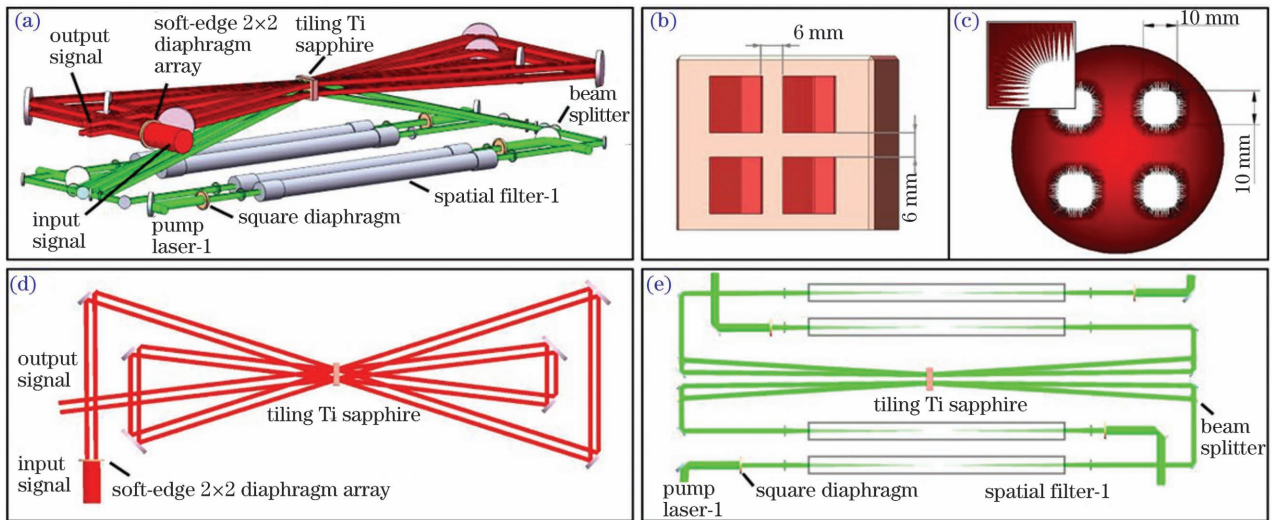 (a)
output
signal
soft-edge 2×2
diaphragm
array
tiling Ti
sapphire
beam
splitter
spatial filter-1
square diaphragm
pump
laser-1
input
signal
(b)
6 mm
6 mm
(c)
10 mm
10 mm
(d)
output
signal
tiling Ti sapphire
input
signal
soft-edge 2×2 diaphragm array
(e)
tiling Ti sapphire
beam
splitter
pump
laser-1
square diaphragm
spatial filter-1